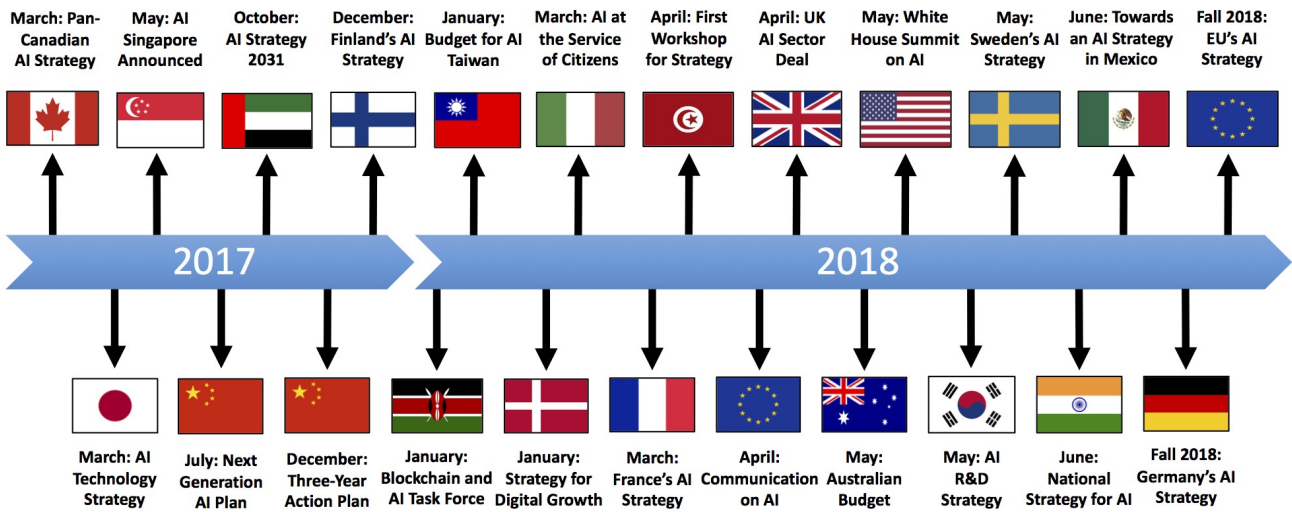 March: Pan-
Canadian
AI Strategy
May: AI
Singapore
Announced
October:
AI Strategy
2031
December:
Finland's AI
Strategy
January:
Budget for AI
Taiwan
March: AI at
the Service
of Citizens
April: First
Workshop
for Strategy
April: UK
AI Sector
Deal
May: White
House Summit
on AI
May:
Sweden's AI
Strategy
June: Towards
an AI Strategy
in Mexico
Fall 2018:
EU's AI
Strategy
2017
2018
March: AI
Technology
Strategy
July: Next
Generation
AI Plan
December:
Three-Year
Action Plan
January:
Blockchain and
AI Task Force
January:
Strategy for
Digital Growth
March:
France's AI
Strategy
April:
Communication
on AI
May:
Australian
Budget
May: AI
R&D
Strategy
June:
National
Strategy for AI
Fall 2018:
Germany's AI
Strategy